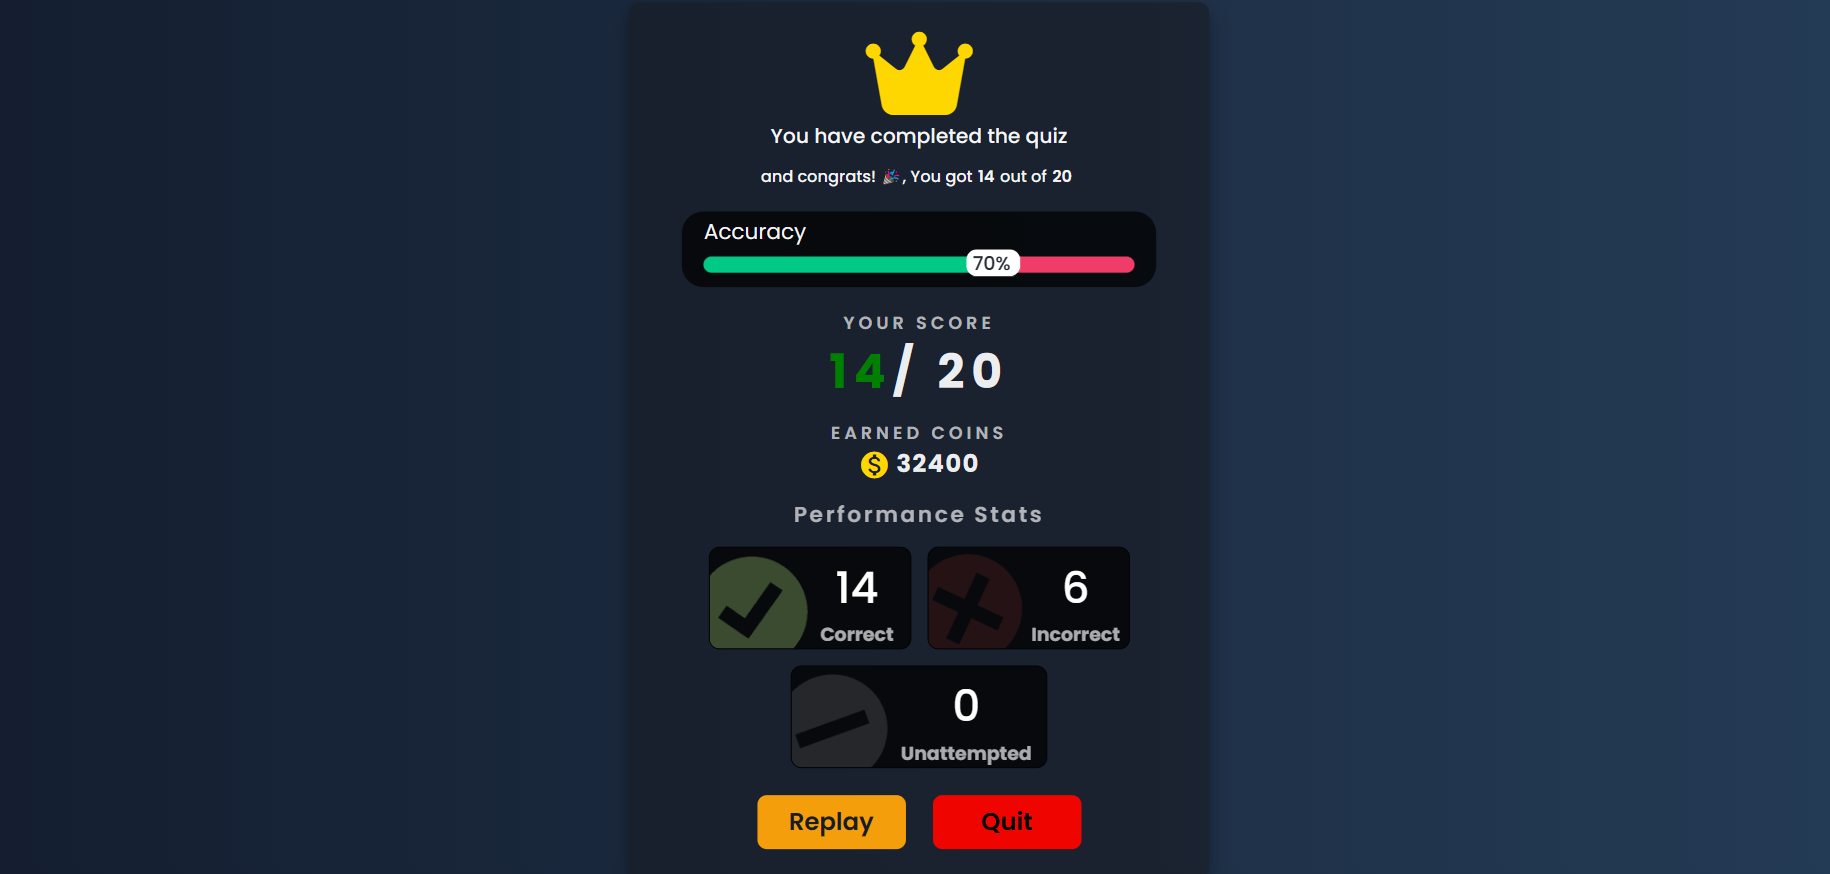 You have completed the quiz
and congrats! 🎉, You got 14 out of 20
Accuracy
70%
YOUR SCORE
14/ 20
EARNED COINS
$ 32400
Performance Stats
14
Correct
6
Incorrect
0
Unattempted
Replay
Quit